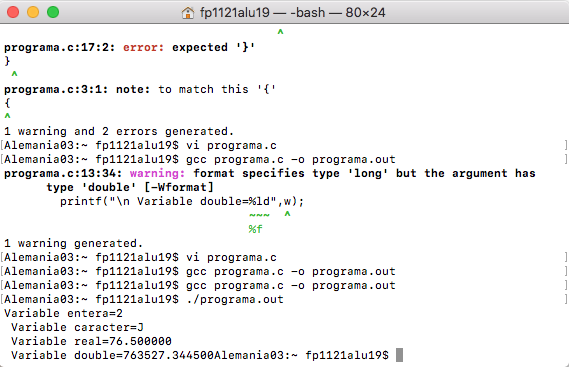 fp1121alu19 — -bash — 80×24
^
programa.c:17:2: error: expected '}'
}
^
programa.c:3:1: note: to match this '{'
{
^
1 warning and 2 errors generated.
[Alemania03:~ fp1121alu19$ vi programa.c ]
[Alemania03:~ fp1121alu19$ gcc programa.c -o programa.out ]
programa.c:13:34: warning: format specifies type 'long' but the argument has
type 'double' [-Wformat]
printf("\n Variable double=%ld",w);
~~~ ^
%f
1 warning generated.
[Alemania03:~ fp1121alu19$ vi programa.c ]
[Alemania03:~ fp1121alu19$ gcc programa.c -o programa.out ]
[Alemania03:~ fp1121alu19$ gcc programa.c -o programa.out ]
[Alemania03:~ fp1121alu19$ ./programa.out ]
Variable entera=2
Variable caracter=J
Variable real=76.500000
Variable double=763527.344500Alemania03:~ fp1121alu19$